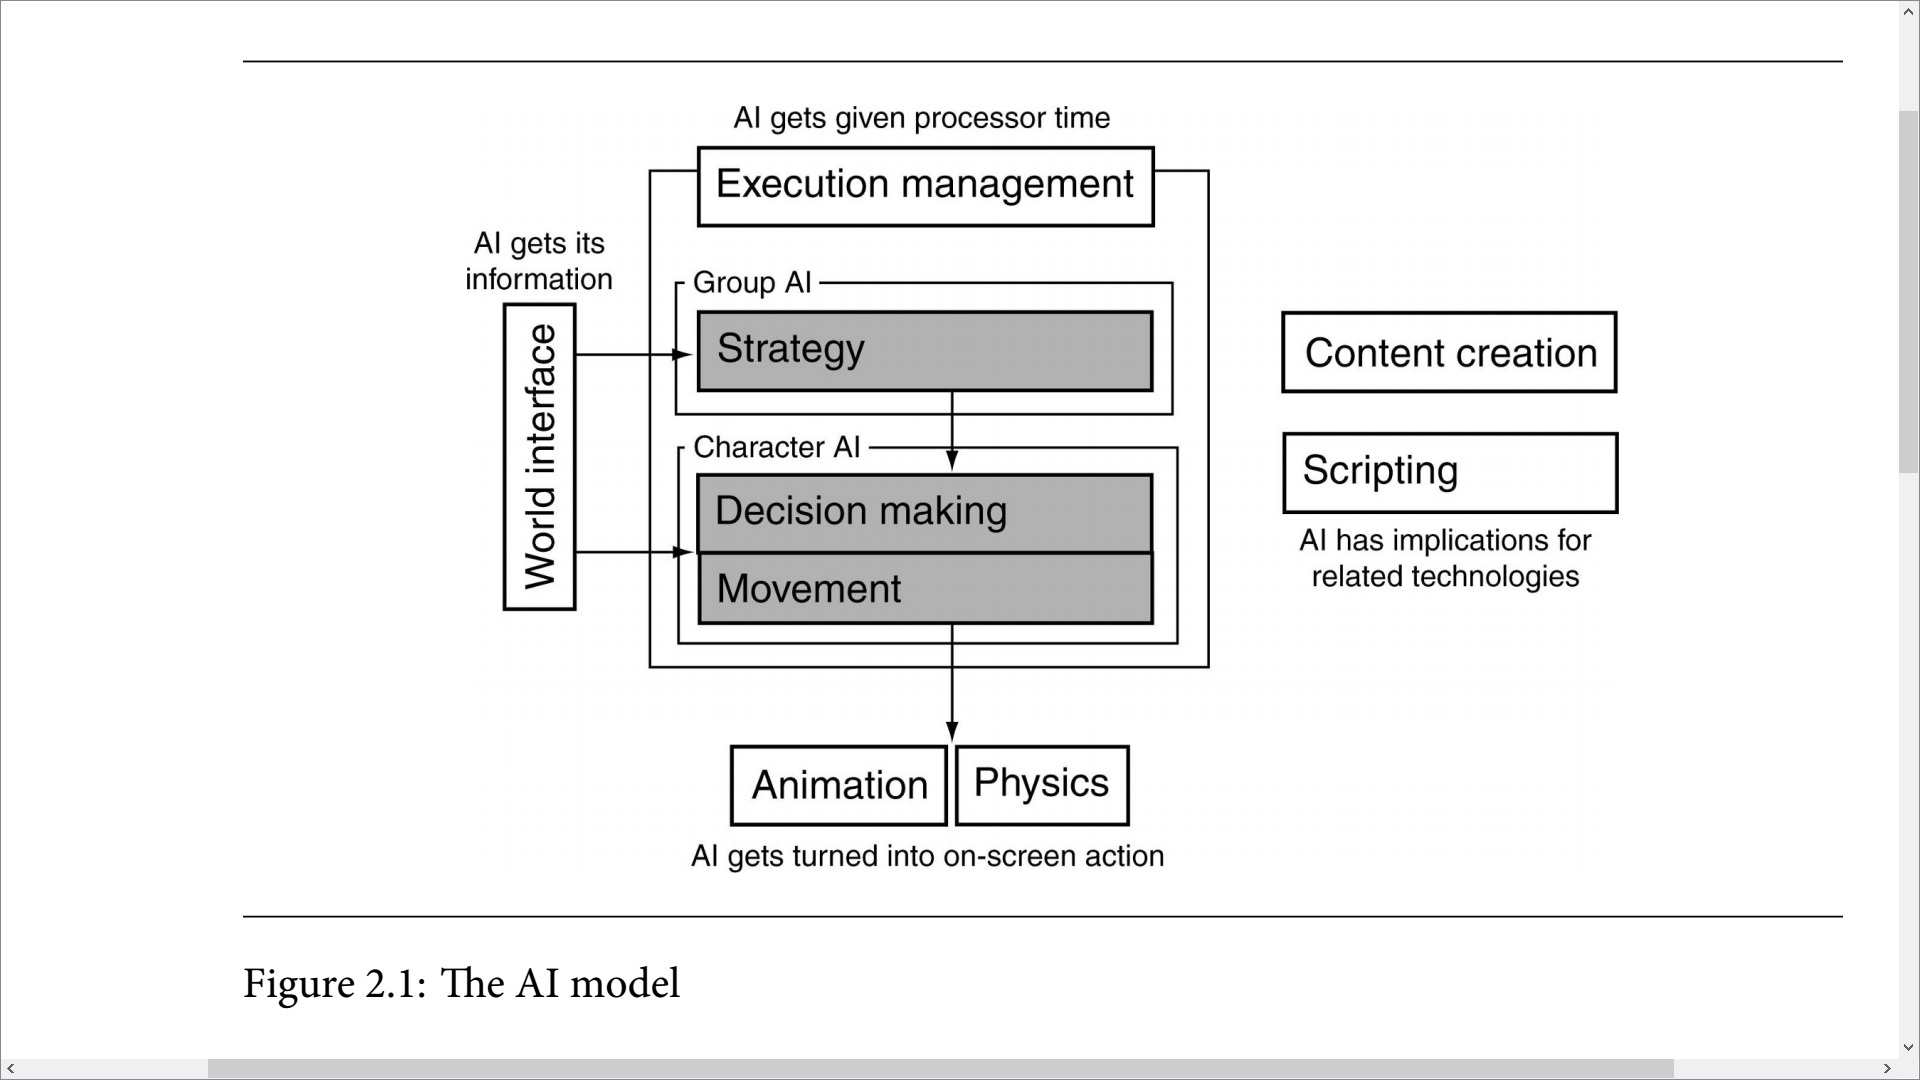 AI gets given processor time
Execution management
AI gets its
information
World interface
Group AI
Strategy
Character AI
Decision making
Movement
Content creation
Scripting
AI has implications for
related technologies
Animation
Physics
AI gets turned into on-screen action
Figure 2.1: The AI model